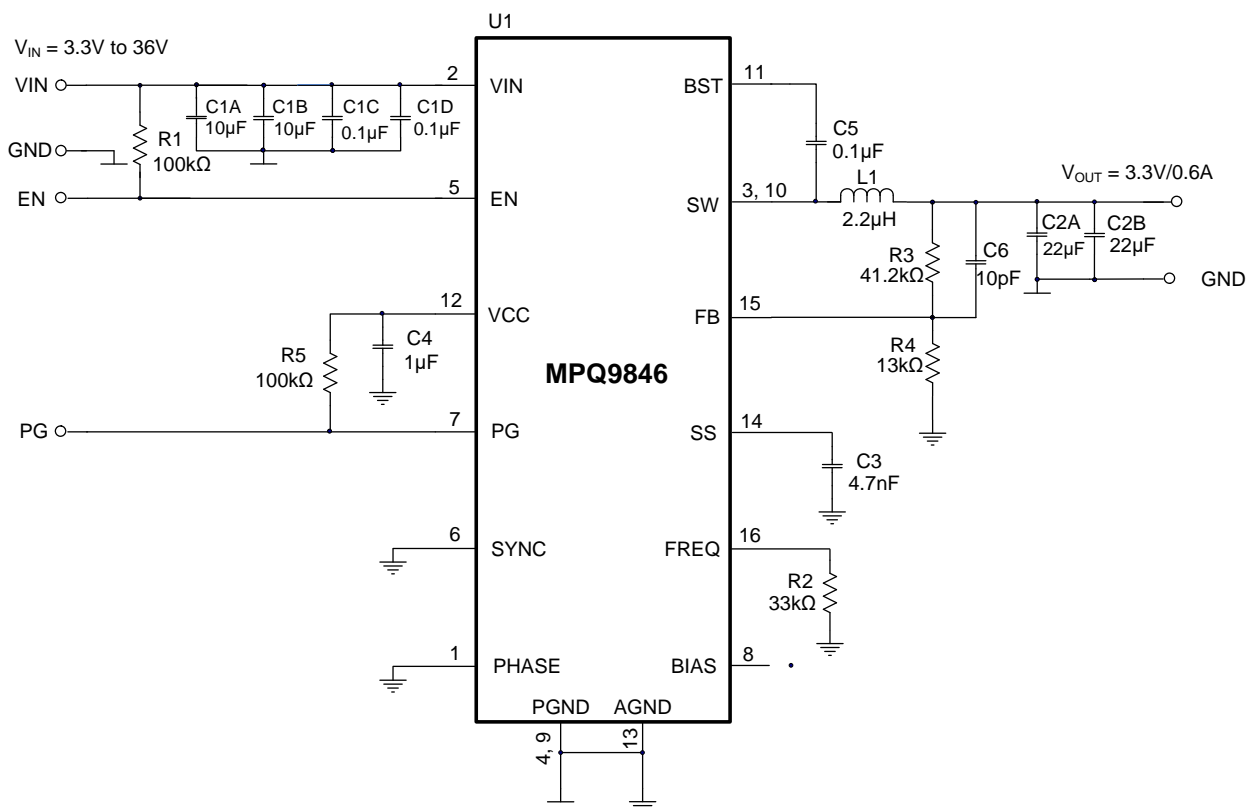 U1
V_IN = 3.3V to 36V
VIN
GND
EN
R1
100kΩ
C1A
10µF
C1B
10µF
C1C
0.1µF
C1D
0.1µF
2
VIN
5
EN
12
VCC
R5
100kΩ
C4
1µF
PG
7
PG
6
SYNC
1
PHASE
MPQ9846
PGND
4, 9
AGND
13
BST
11
C5
0.1µF
SW
3, 10
L1
2.2µH
V_OUT = 3.3V/0.6A
R3
41.2kΩ
C6
10pF
C2A
22µF
C2B
22µF
GND
FB
15
R4
13kΩ
SS
14
C3
4.7nF
FREQ
16
R2
33kΩ
BIAS
8